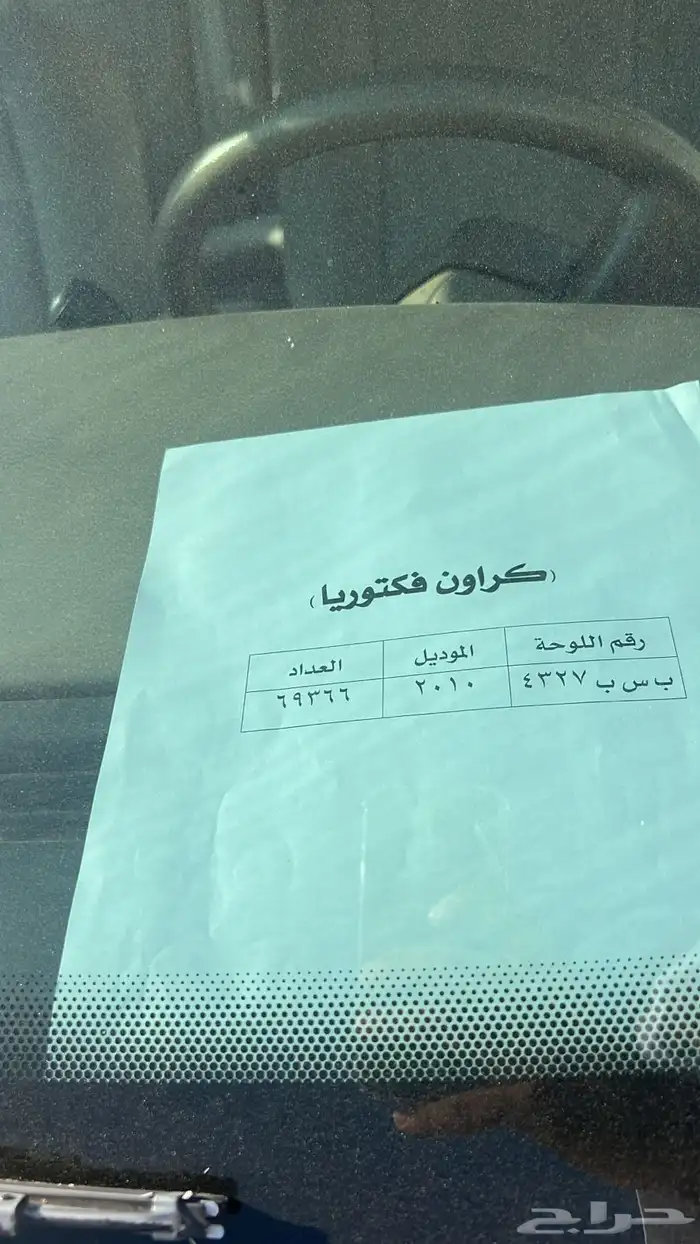 (كراون فكتوريا)
رقم اللوحة الموديل العداد
ب س ب ٤٣٢٧ ٢٠١٠ ٦٩٣٦٦
حراج